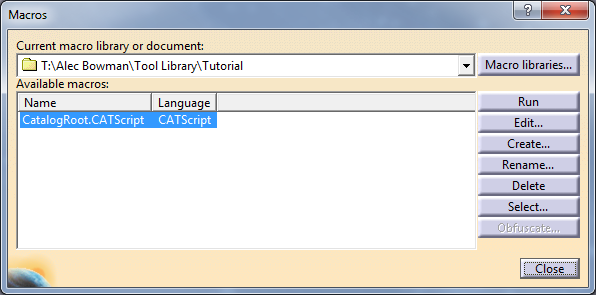 Macros
Current macro library or document:
T:\Alec Bowman\Tool Library\Tutorial
Macro libraries...
Available macros:
Name Language
CatalogRoot.CATScript CATScript
Run
Edit...
Create...
Rename...
Delete
Select...
Obfuscate...
Close